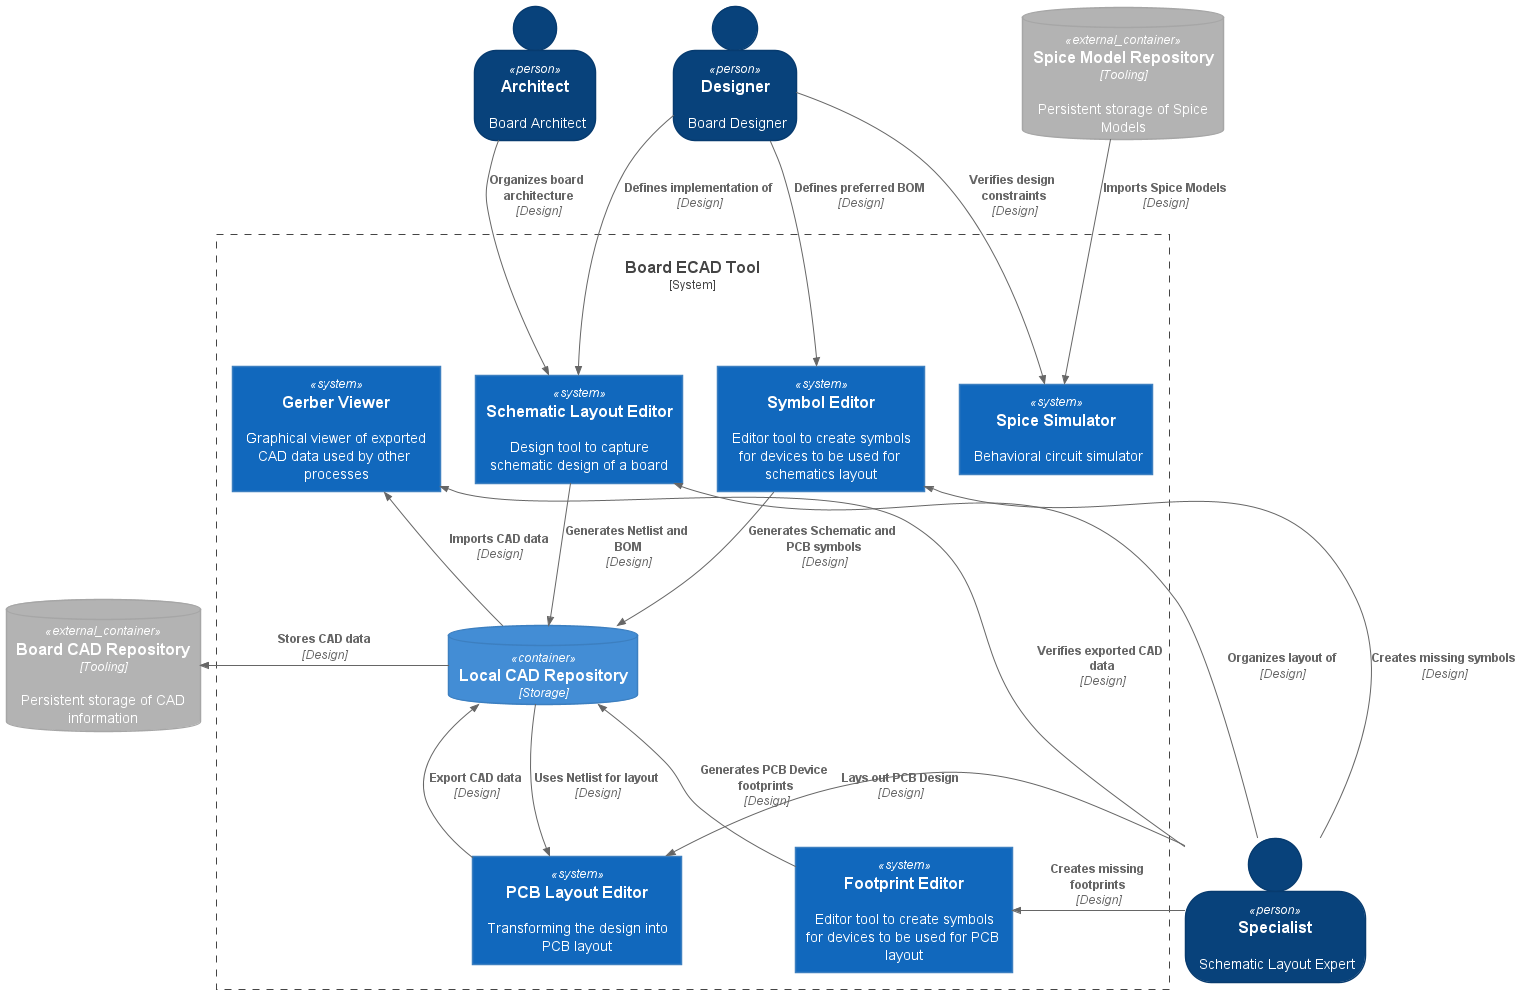 «person»
Architect
Board Architect
«person»
Designer
Board Designer
«external_container»
Spice Model Repository
[Tooling]
Persistent storage of Spice
Models
Organizes board
architecture
[Design]
Defines implementation of
[Design]
Defines preferred BOM
[Design]
Verifies design
constraints
[Design]
Imports Spice Models
[Design]
Board ECAD Tool
[System]
«system»
Gerber Viewer
Graphical viewer of exported
CAD data used by other
processes
«system»
Schematic Layout Editor
Design tool to capture
schematic design of a board
«system»
Symbol Editor
Editor tool to create symbols
for devices to be used for
schematics layout
«system»
Spice Simulator
Behavioral circuit simulator
Imports CAD data
[Design]
Generates Netlist and
BOM
[Design]
Generates Schematic and
PCB symbols
[Design]
«external_container»
Board CAD Repository
[Tooling]
Persistent storage of CAD
information
Stores CAD data
[Design]
«container»
Local CAD Repository
[Storage]
Verifies exported CAD
data
[Design]
Organizes layout of
[Design]
Creates missing symbols
[Design]
Export CAD data
[Design]
Uses Netlist for layout
[Design]
Generates PCB Device
footprints
[Design]
Lays out PCB Design
[Design]
«system»
PCB Layout Editor
Transforming the design into
PCB layout
«system»
Footprint Editor
Editor tool to create symbols
for devices to be used for PCB
layout
Creates missing
footprints
[Design]
«person»
Specialist
Schematic Layout Expert